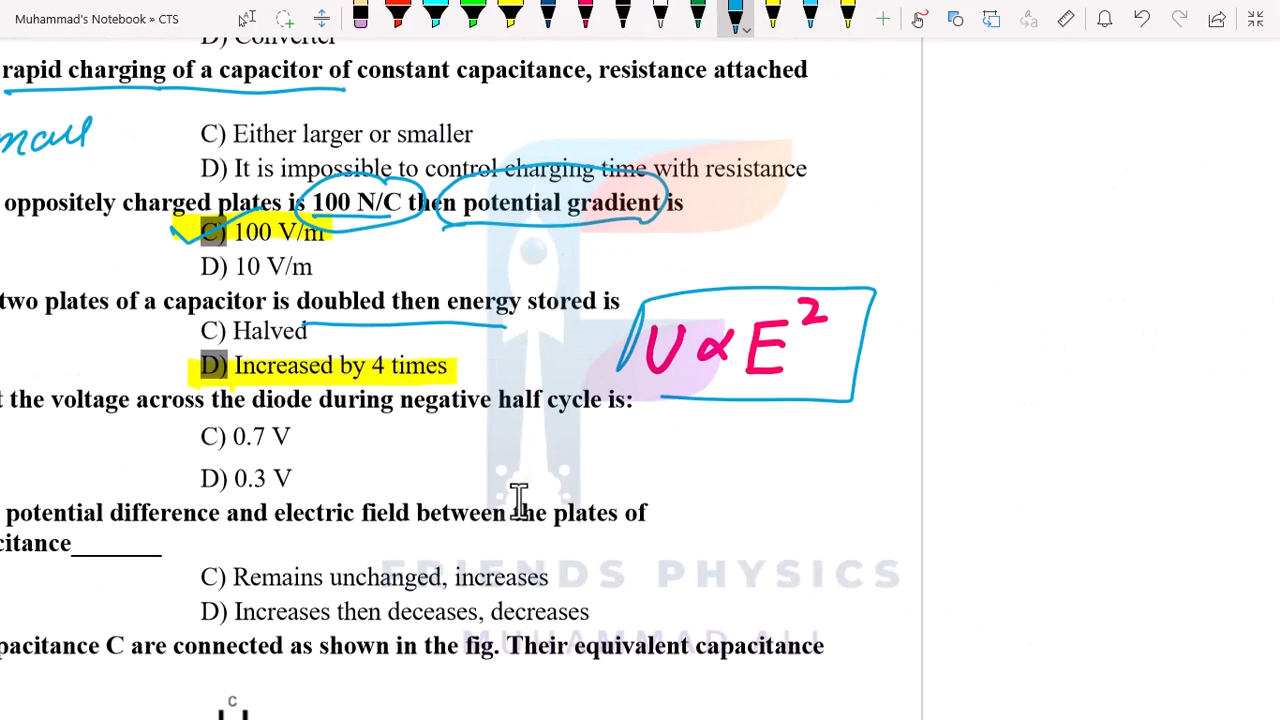 Muhammad's Notebook » CTS
D) Converter
rapid charging of a capacitor of constant capacitance, resistance attached
mall
C) Either larger or smaller
D) It is impossible to control charging time with resistance
oppositely charged plates is 100 N/C then potential gradient is
C) 100 V/m
D) 10 V/m
two plates of a capacitor is doubled then energy stored is
C) Halved
U ∝ E²
D) Increased by 4 times
t the voltage across the diode during negative half cycle is:
C) 0.7 V
D) 0.3 V
potential difference and electric field between the plates of
citance_______
C) Remains unchanged, increases
FRIENDS PHYSICS
D) Increases then deceases, decreases
MUHAMMAD ALI
pacitance C are connected as shown in the fig. Their equivalent capacitance
C